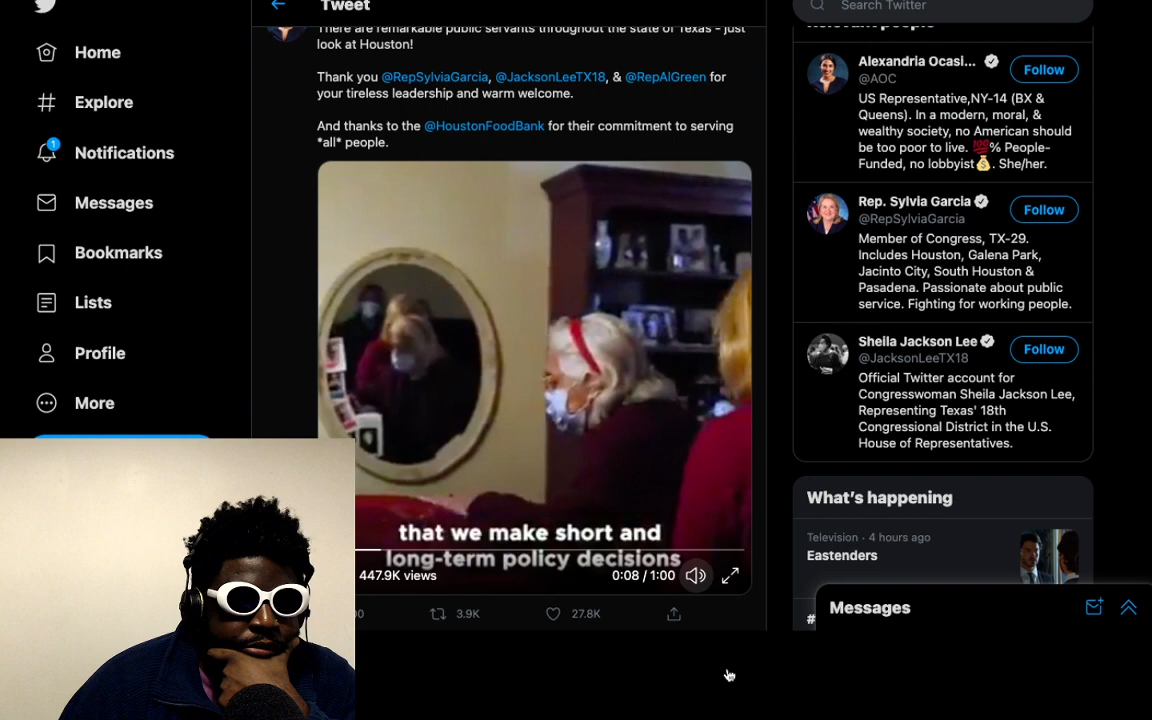 Tweet
Search Twitter
Home
Explore
1
Notifications
Messages
Bookmarks
Lists
Profile
More
There are remarkable public servants throughout the state of Texas - just
look at Houston!
Thank you @RepSylviaGarcia, @JacksonLeeTX18, & @RepAlGreen for
your tireless leadership and warm welcome.
And thanks to the @HoustonFoodBank for their commitment to serving
*all* people.
that we make short and
long-term policy decisions
447.9K views
0:08 / 1:00
3.9K
27.8K
Relevant people
Alexandria Ocasi...
@AOC
Follow
US Representative,NY-14 (BX &
Queens). In a modern, moral, &
wealthy society, no American should
be too poor to live. 💯% People-
Funded, no lobbyist💰. She/her.
Rep. Sylvia Garcia
@RepSylviaGarcia
Follow
Member of Congress, TX-29.
Includes Houston, Galena Park,
Jacinto City, South Houston &
Pasadena. Passionate about public
service. Fighting for working people.
Sheila Jackson Lee
@JacksonLeeTX18
Follow
Official Twitter account for
Congresswoman Sheila Jackson Lee,
Representing Texas' 18th
Congressional District in the U.S.
House of Representatives.
What's happening
Television · 4 hours ago
Eastenders
#
Messages